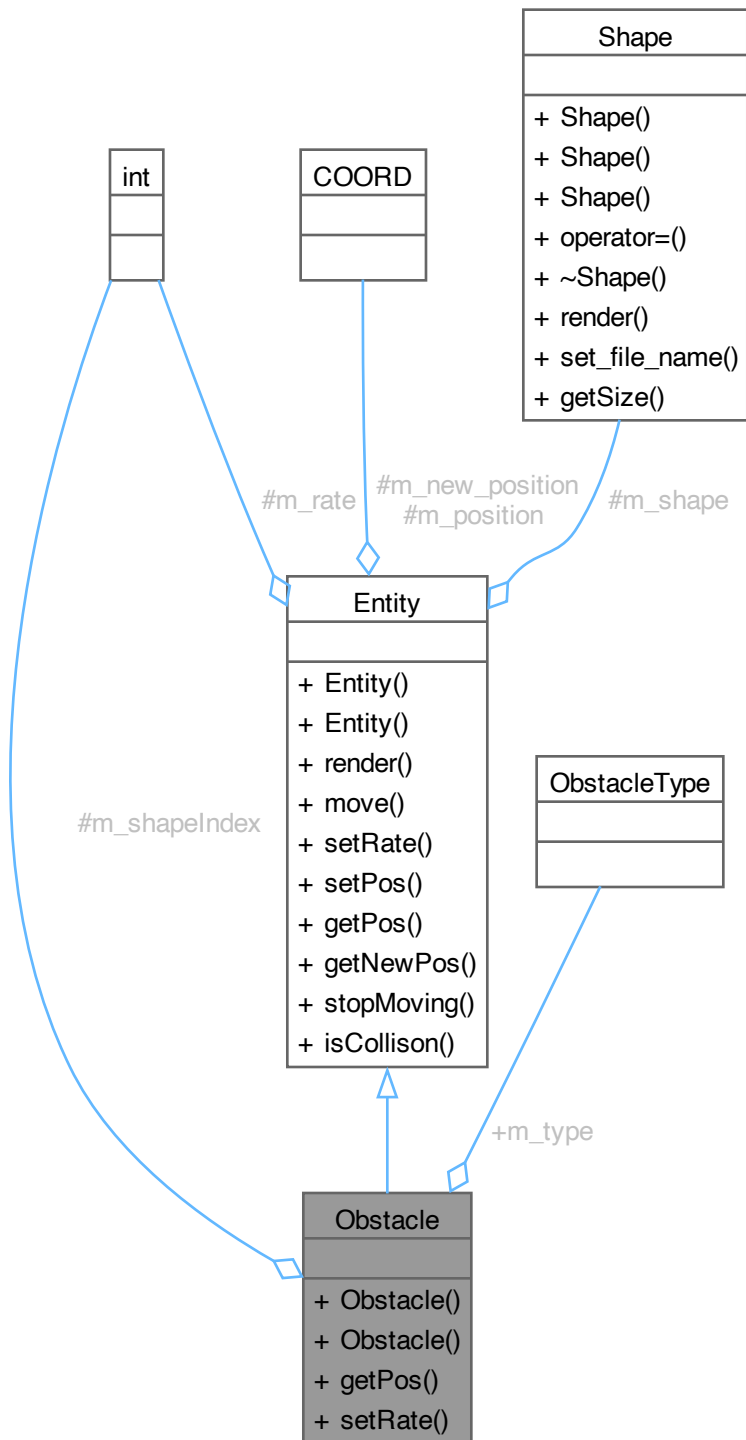 Shape
+ Shape()
+ Shape()
+ Shape()
+ operator=()
+ ~Shape()
+ render()
+ set_file_name()
+ getSize()
int
COORD
#m_rate
#m_new_position
#m_position
#m_shape
Entity
+ Entity()
+ Entity()
+ render()
+ move()
+ setRate()
+ setPos()
+ getPos()
+ getNewPos()
+ stopMoving()
+ isCollison()
ObstacleType
#m_shapeIndex
+m_type
Obstacle
+ Obstacle()
+ Obstacle()
+ getPos()
+ setRate()